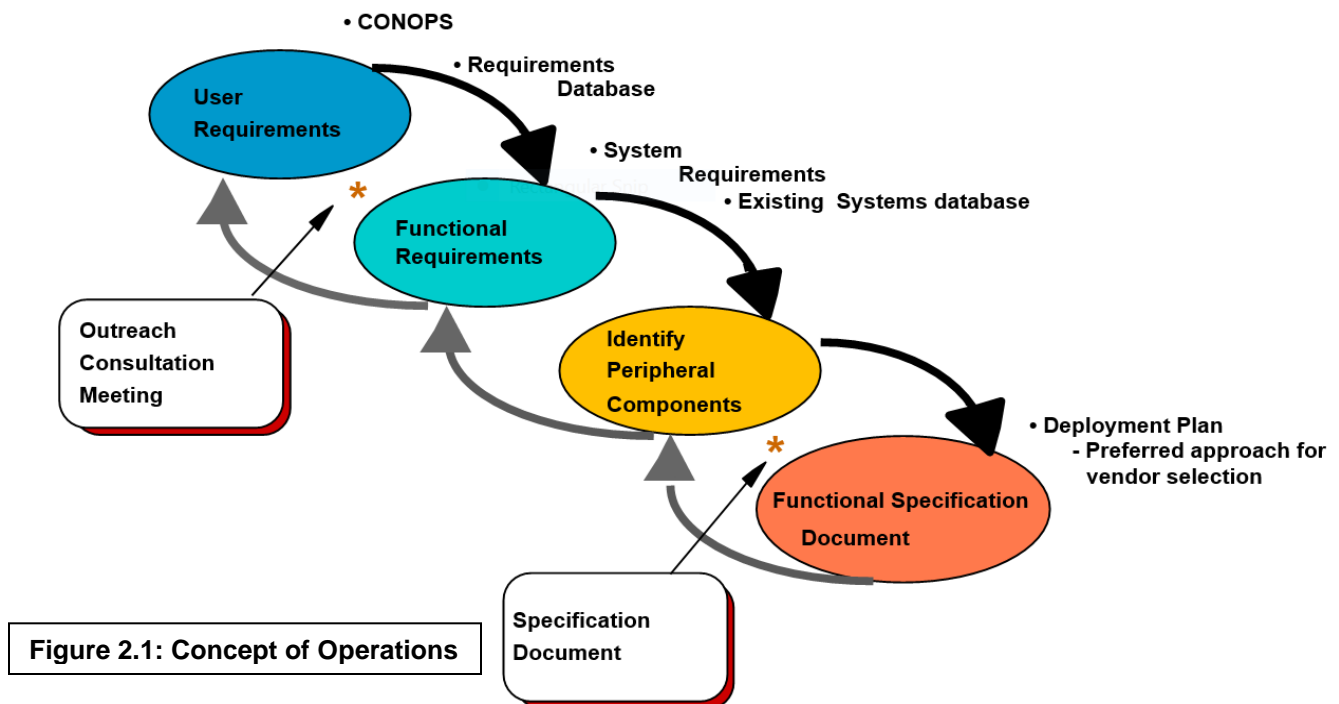 • CONOPS
• Requirements
Database
User
Requirements
• System
Requirements
• Existing Systems database
*
Functional
Requirements
Outreach
Consultation
Meeting
Identify
Peripheral
Components
• Deployment Plan
- Preferred approach for
vendor selection
*
Functional Specification
Document
Specification
Document
Figure 2.1: Concept of Operations